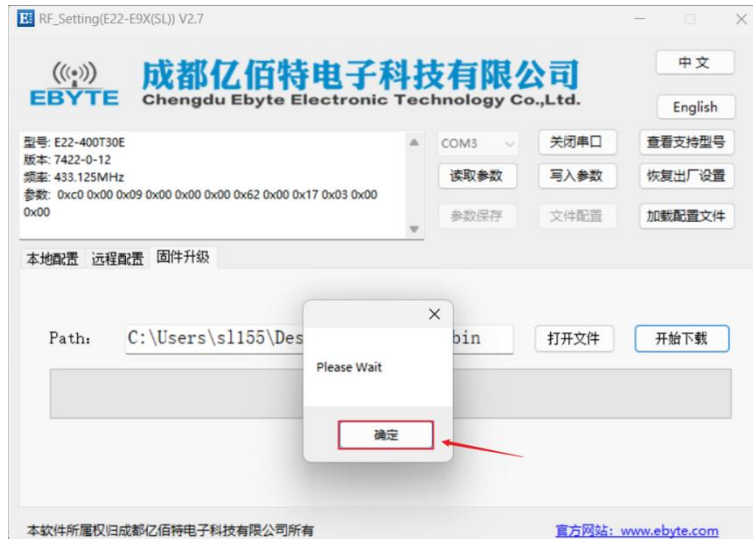 RF_Setting(E22-E9X(SL)) V2.7
EBYTE
成都亿佰特电子科技有限公司
Chengdu Ebyte Electronic Technology Co.,Ltd.
中文
English
型号: E22-400T30E
版本: 7422-0-12
频率: 433.125MHz
参数: 0xc0 0x00 0x09 0x00 0x00 0x00 0x62 0x00 0x17 0x03 0x00
0x00
COM3 关闭串口 查看支持型号
读取参数 写入参数 恢复出厂设置
参数保存 文件配置 加载配置文件
本地配置 远程配置 固件升级
Path: C:\Users\sl155\Des bin 打开文件 开始下载
Please Wait
确定
本软件所属权归成都亿佰特电子科技有限公司所有 官方网站: www.ebyte.com